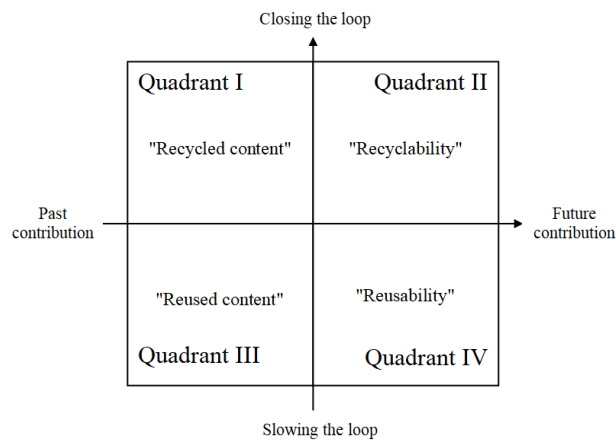 Closing the loop
Quadrant I
Quadrant II
"Recycled content"
"Recyclability"
Past
contribution
Future
contribution
"Reused content"
"Reusability"
Quadrant III
Quadrant IV
Slowing the loop